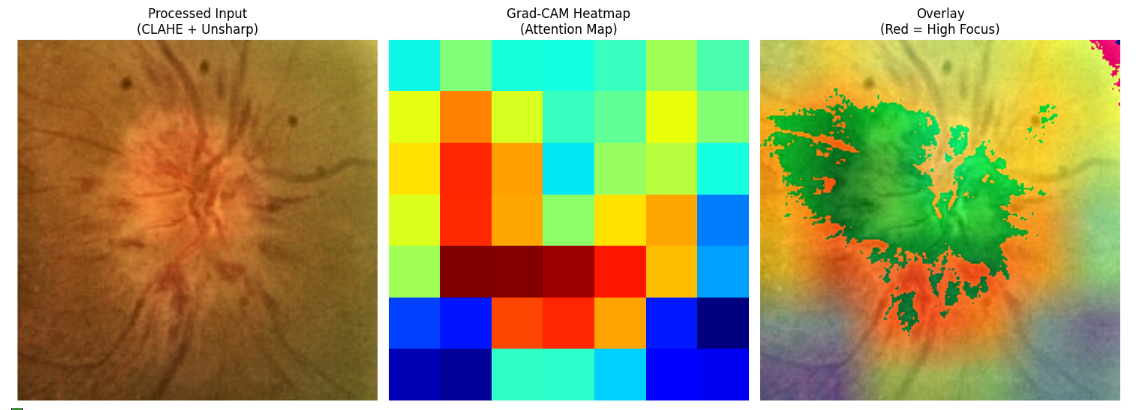 Processed Input
(CLAHE + Unsharp)
Grad-CAM Heatmap
(Attention Map)
Overlay
(Red = High Focus)